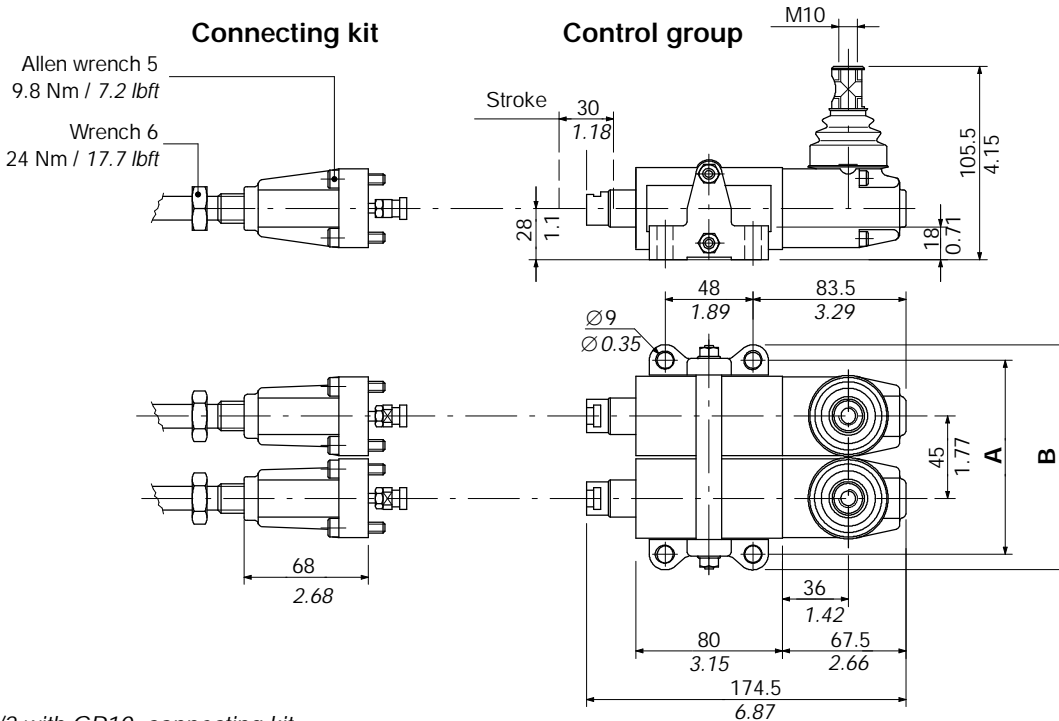 Connecting kit
Control group
M10
Allen wrench 5
9.8 Nm / 7.2 lbft
Wrench 6
24 Nm / 17.7 lbft
Stroke
30
1.18
105.5
4.15
28
1.1
18
0.71
48
1.89
83.5
3.29
∅9
∅0.35
45
1.77
A
B
68
2.68
36
1.42
80
3.15
67.5
2.66
174.5
6.87